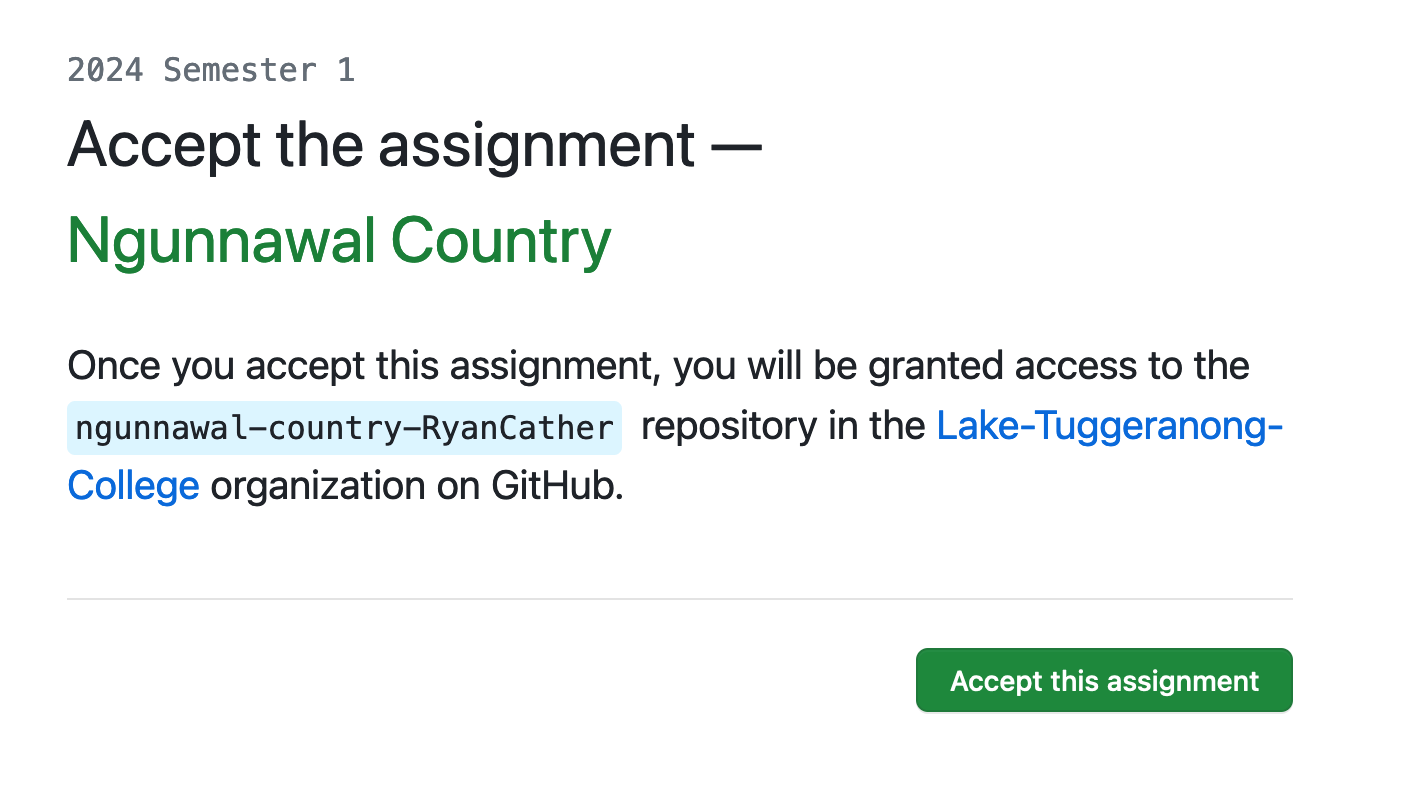 2024 Semester 1
Accept the assignment —
Ngunnawal Country
Once you accept this assignment, you will be granted access to the
ngunnawal-country-RyanCather repository in the Lake-Tuggeranong-
College organization on GitHub.
Accept this assignment